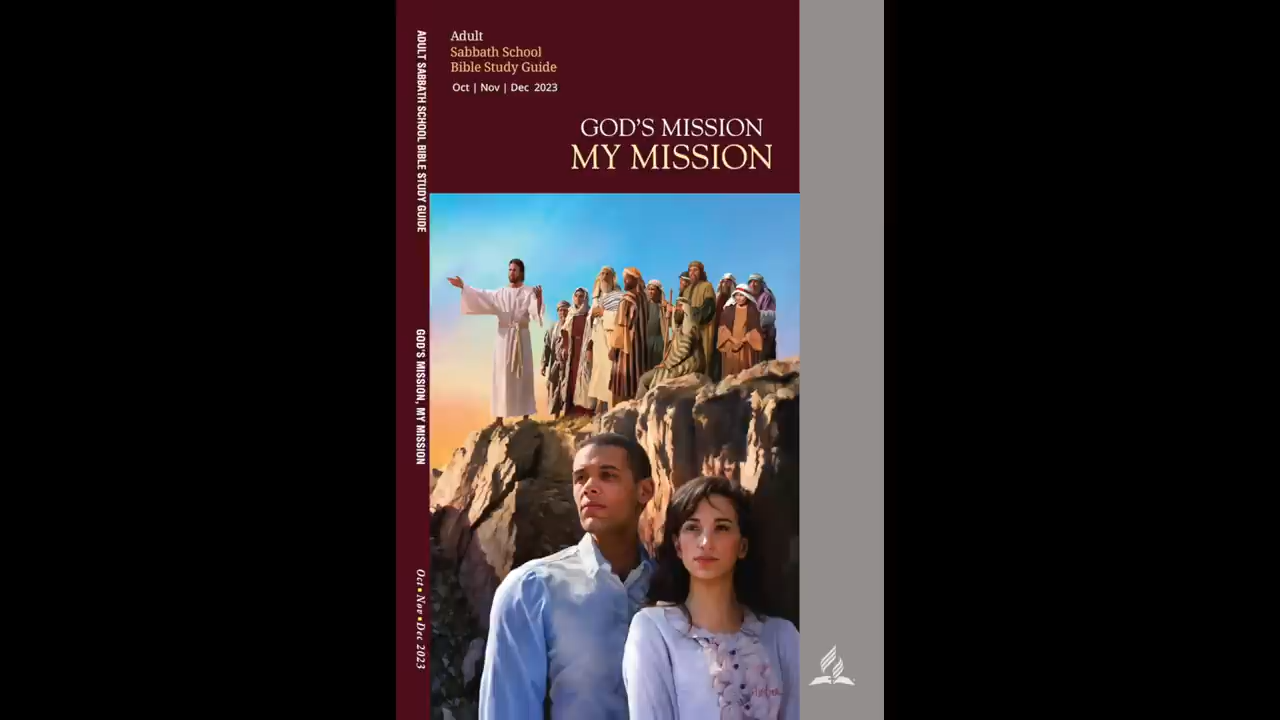 Adult
Sabbath School
Bible Study Guide
Oct | Nov | Dec 2023
GOD'S MISSION
MY MISSION
ADULT SABBATH SCHOOL BIBLE STUDY GUIDE
GOD'S MISSION, MY MISSION
Oct•Nov•Dec 2023